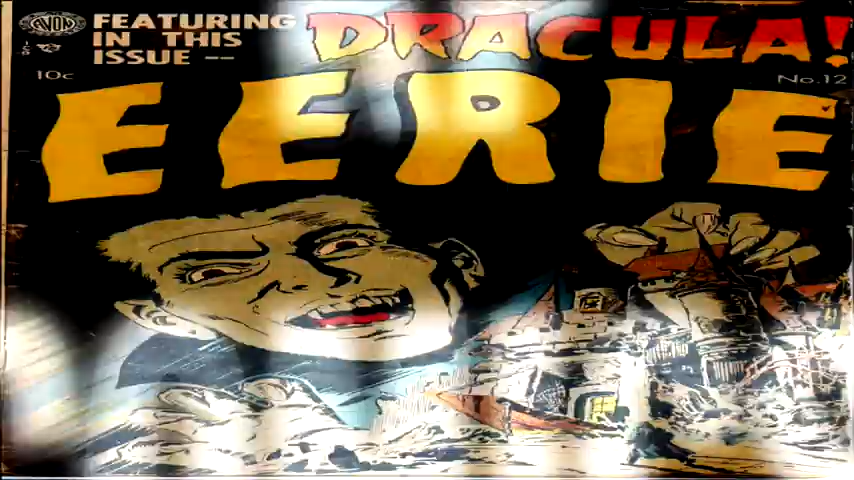 AVON
FEATURING
IN THIS
ISSUE --
DRACULA!
10c
No.12
EERIE